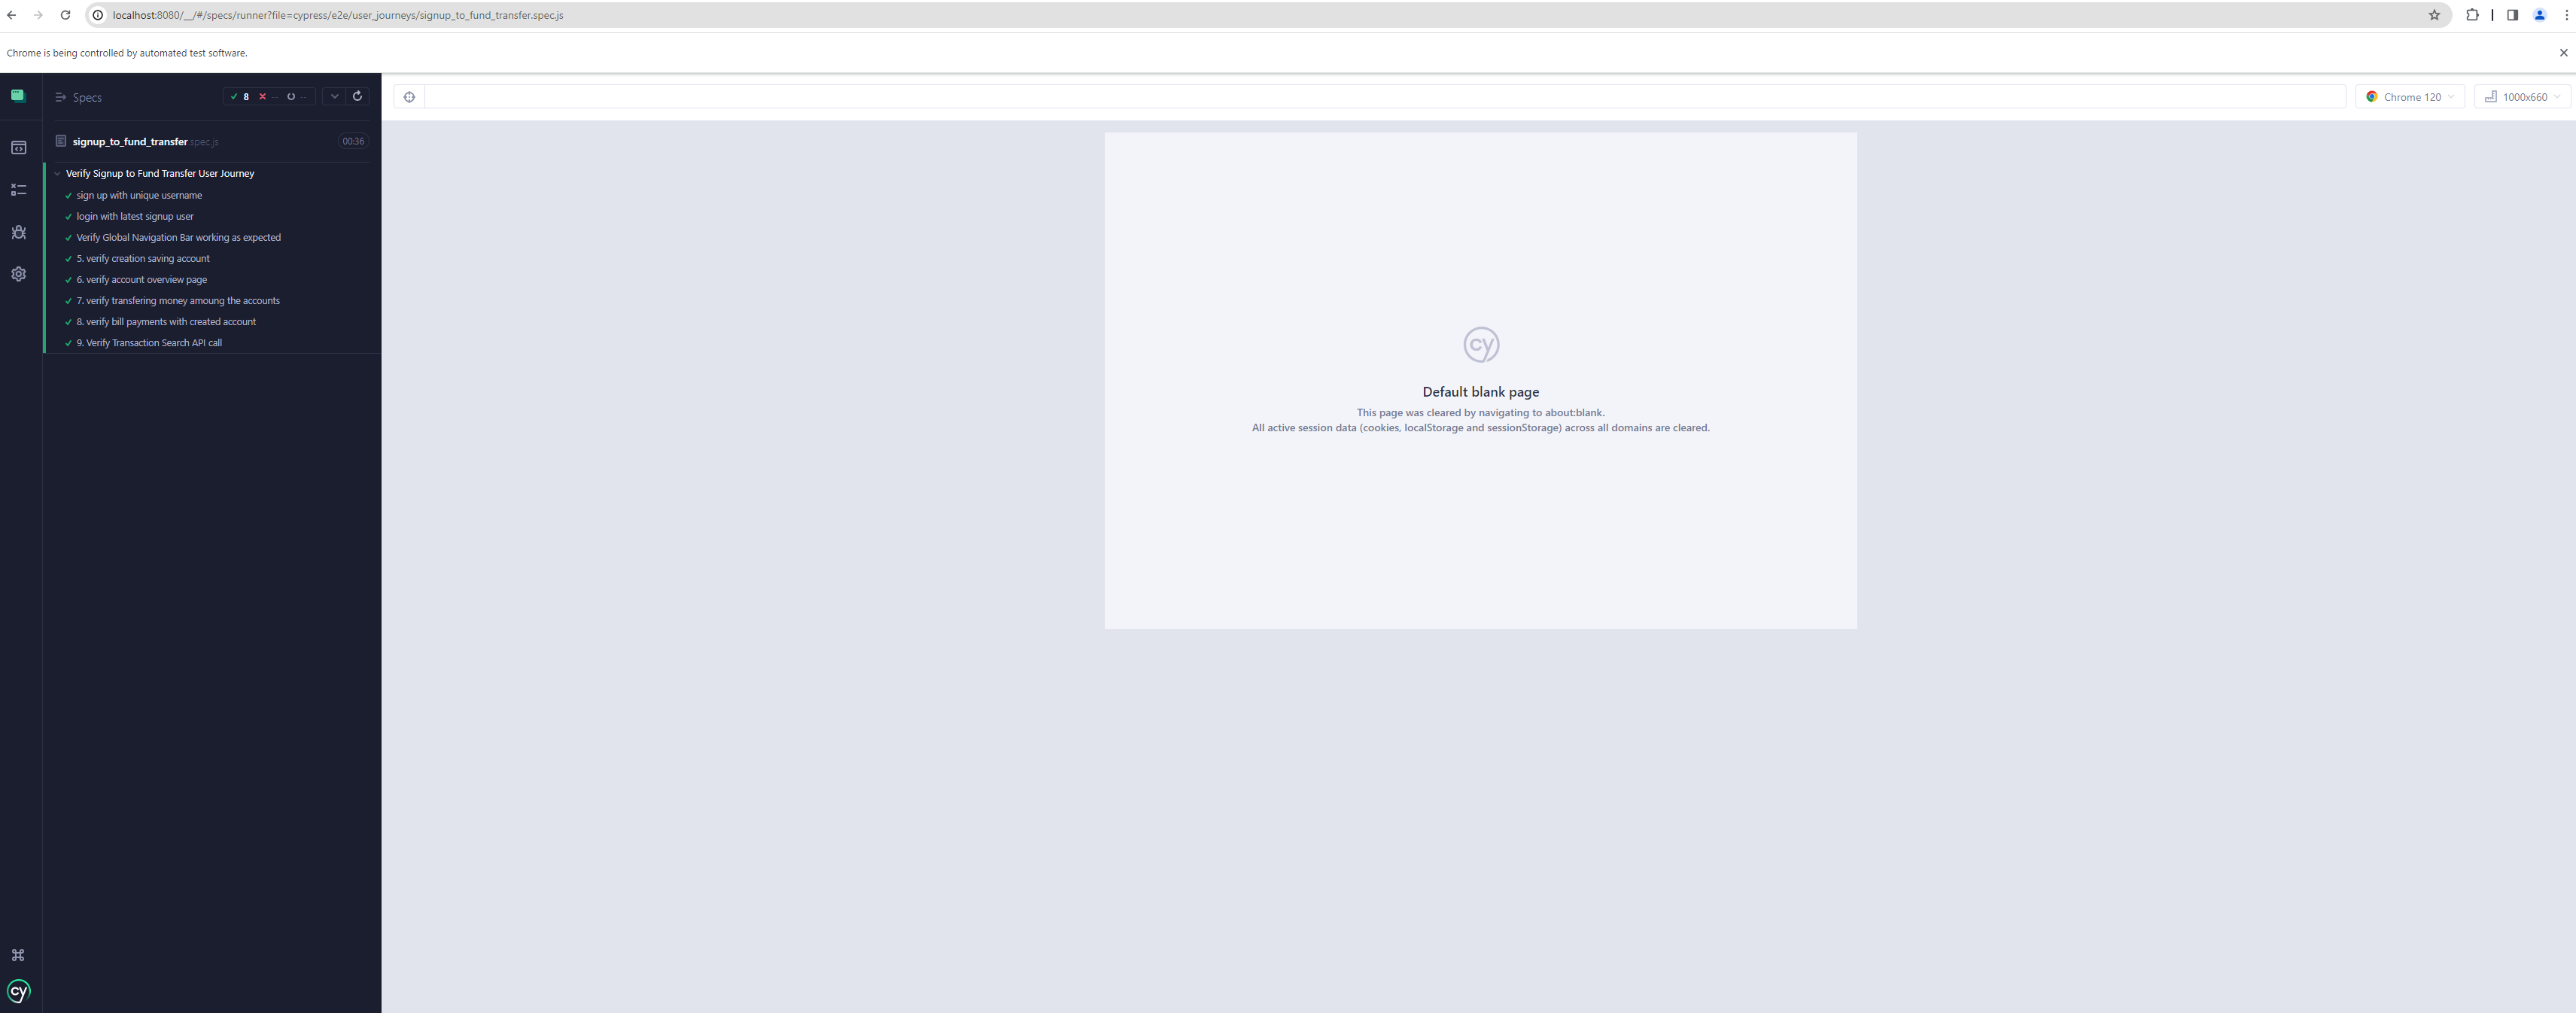 localhost:8080/__/#/specs/runner?file=cypress/e2e/user_journeys/signup_to_fund_transfer.spec.js
Chrome is being controlled by automated test software.
Specs
8 -- --
Chrome 120
1000x660
signup_to_fund_transfer.spec.js 00:36
Verify Signup to Fund Transfer User Journey
sign up with unique username
login with latest signup user
Verify Global Navigation Bar working as expected
5. verify creation saving account
6. verify account overview page
7. verify transfering money amoung the accounts
8. verify bill payments with created account
9. Verify Transaction Search API call
cy
Default blank page
This page was cleared by navigating to about:blank.
All active session data (cookies, localStorage and sessionStorage) across all domains are cleared.
cy